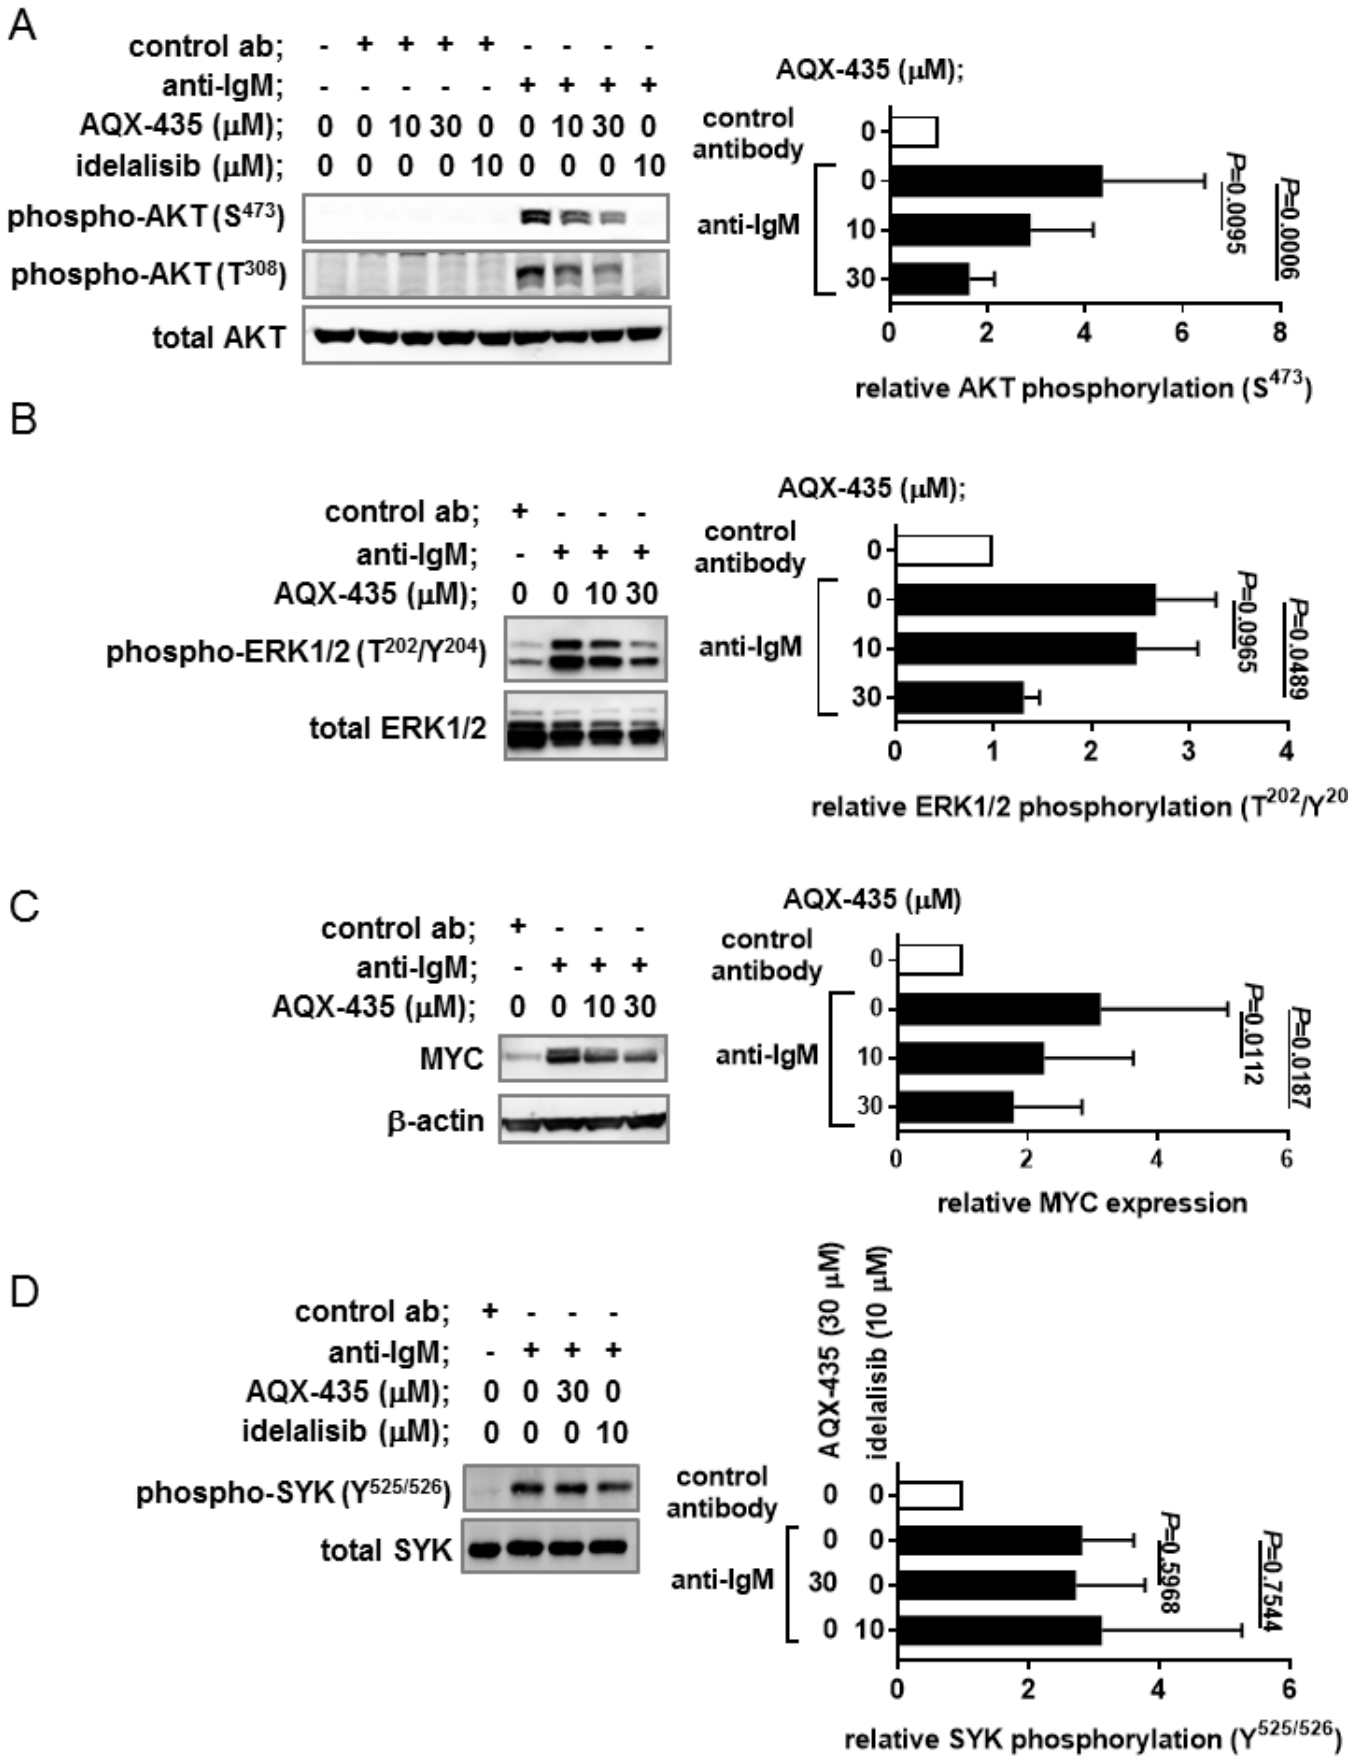 A
control ab; - + + + + - - - -
anti-IgM; - - - - - + + + +
AQX-435 (μM); 0 0 10 30 0 0 10 30 0
idelalisib (μM); 0 0 0 0 10 0 0 0 10
phospho-AKT (S473)
phospho-AKT (T308)
total AKT
AQX-435 (μM);
control
antibody
0
0
anti-IgM
10
30
P=0.0095
P=0.0006
0 2 4 6 8
relative AKT phosphorylation (S473)
B
control ab; + - - -
anti-IgM; - + + +
AQX-435 (μM); 0 0 10 30
phospho-ERK1/2 (T202/Y204)
total ERK1/2
AQX-435 (μM);
control
antibody
0
0
anti-IgM
10
30
P=0.0965
P=0.0489
0 1 2 3 4
relative ERK1/2 phosphorylation (T202/Y20
C
control ab; + - - -
anti-IgM; - + + +
AQX-435 (μM); 0 0 10 30
MYC
β-actin
AQX-435 (μM)
control
antibody
0
0
anti-IgM
10
30
P=0.0112
P=0.0187
0 2 4 6
relative MYC expression
D
control ab; + - - -
anti-IgM; - + + +
AQX-435 (μM); 0 0 30 0
idelalisib (μM); 0 0 0 10
phospho-SYK (Y525/526)
total SYK
AQX-435 (30 μM)
idelalisib (10 μM)
control
antibody
0 0
0 0
anti-IgM
30 0
0 10
P=0.5968
P=0.7544
0 2 4 6
relative SYK phosphorylation (Y525/526)